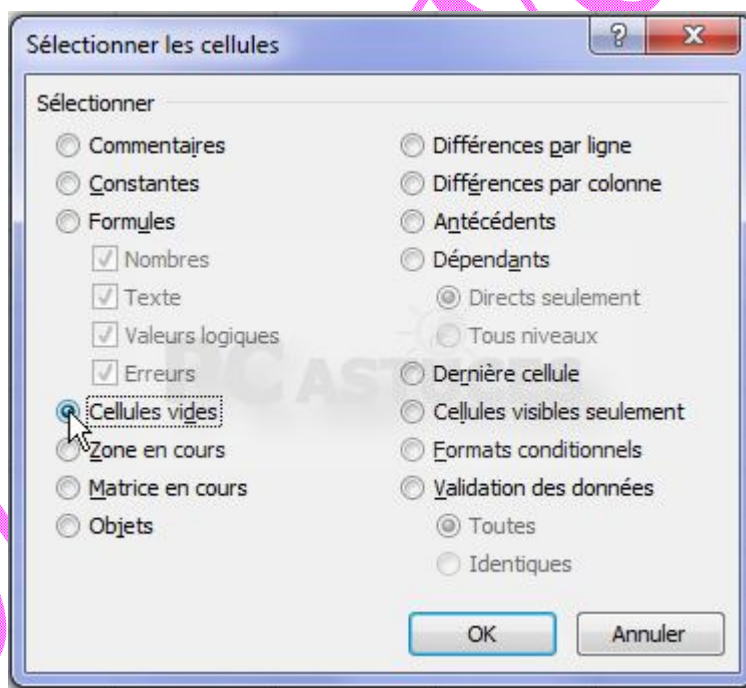 Sélectionner les cellules
Sélectionner
Commentaires
Constantes
Formules
Nombres
Texte
Valeurs logiques
Erreurs
Cellules vides
Zone en cours
Matrice en cours
Objets
Différences par ligne
Différences par colonne
Antécédents
Dépendants
Directs seulement
Tous niveaux
Dernière cellule
Cellules visibles seulement
Formats conditionnels
Validation des données
Toutes
Identiques
OK
Annuler
PC ASTUCES